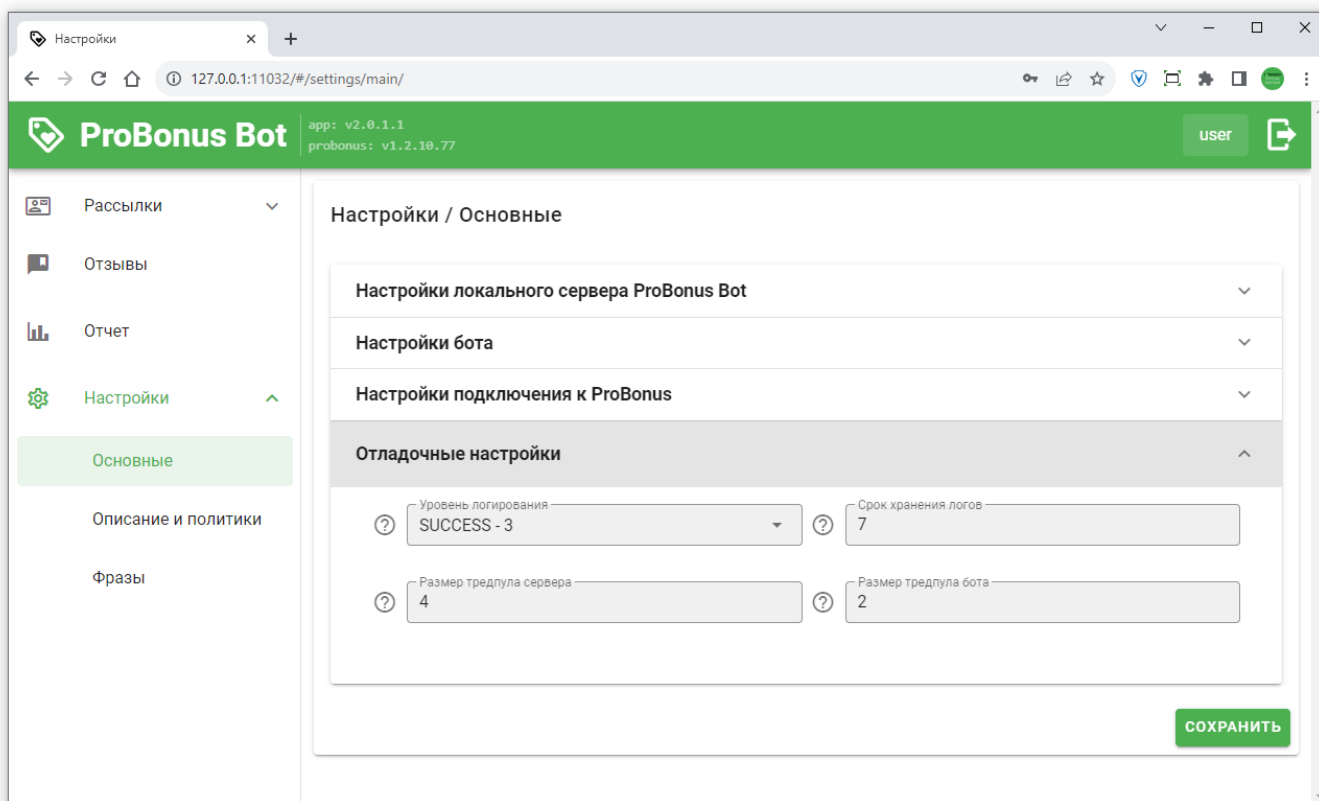 Настройки
127.0.0.1:11032/#/settings/main/
ProBonus Bot
app: v2.0.1.1
probonus: v1.2.10.77
user
Рассылки
Отзывы
Отчет
Настройки
Основные
Описание и политики
Фразы
Настройки / Основные
Настройки локального сервера ProBonus Bot
Настройки бота
Настройки подключения к ProBonus
Отладочные настройки
Уровень логирования
SUCCESS - 3
Срок хранения логов
7
Размер тредпула сервера
4
Размер тредпула бота
2
СОХРАНИТЬ